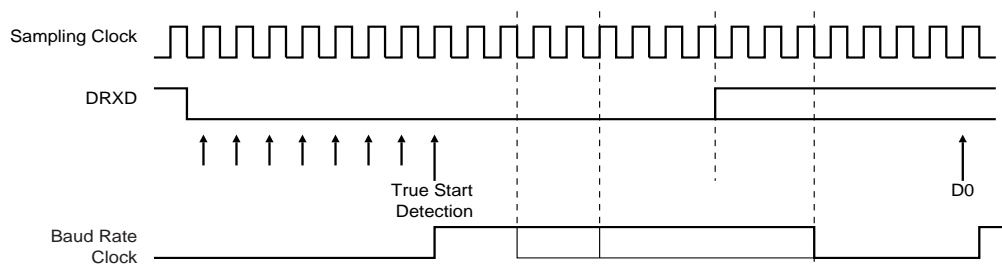 Sampling Clock
DRXD
True Start
Detection
D0
Baud Rate
Clock